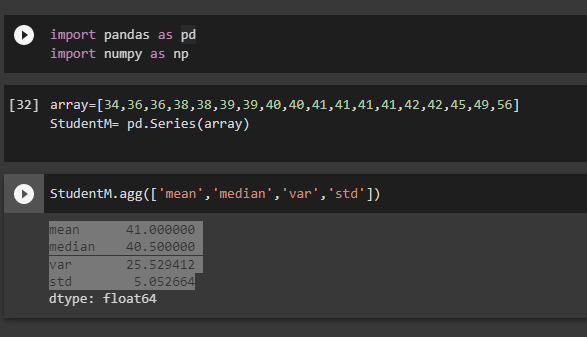 import pandas as pd
import numpy as np
[32] array=[34,36,36,38,38,39,39,40,40,41,41,41,41,42,42,45,49,56]
StudentM= pd.Series(array)
StudentM.agg(['mean','median','var','std'])
mean 41.000000
median 40.500000
var 25.529412
std 5.052664
dtype: float64